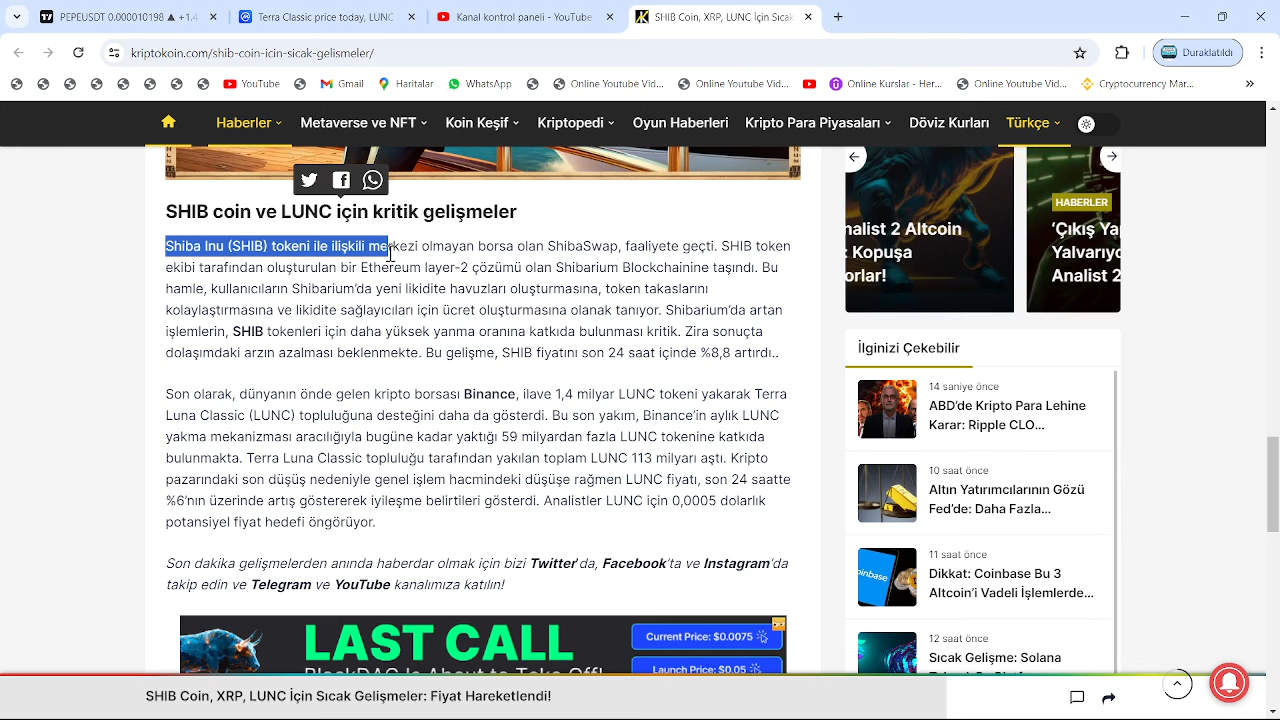 PEPEUSDT 0.0000010198 ▲ +1.4
Terra Classic price today, LUNC
Kanal kontrol paneli - YouTube
SHIB Coin, XRP, LUNC İçin Sıcak
kriptokoin.com/shib-coin-icin-sicak-gelismeler/
Duraklatıldı
YouTube
Gmail
Haritalar
WhatsApp
Online Youtube Vid...
Online Youtube Vid...
Online Kurslar - Her...
Online Youtube Vid...
Cryptocurrency Mar...
Haberler
Metaverse ve NFT
Koin Keşif
Kriptopedi
Oyun Haberleri
Kripto Para Piyasaları
Döviz Kurları
Türkçe
SHIB coin ve LUNC için kritik gelişmeler
Shiba Inu (SHIB) tokeni ile ilişkili merkezi olmayan borsa olan ShibaSwap, faaliyete geçti. SHIB token
ekibi tarafından oluşturulan bir Ethereum layer-2 çözümü olan Shibarium Blockchainine taşındı. Bu
hamle, kullanıcıların Shibarium’da yeni likidite havuzları oluşturmasına, token takaslarını
kolaylaştırmasına ve likidite sağlayıcıları için ücret oluşturmasına olanak tanıyor. Shibarium’da artan
işlemlerin, SHIB tokenleri için daha yüksek yanma oranına katkıda bulunması kritik. Zira sonuçta
dolaşımdaki arzın azalması beklenmekte. Bu gelişme, SHIB fiyatını son 24 saat içinde %8,8 artırdı..
Son olarak, dünyanın önde gelen kripto borsası Binance, ilave 1,4 milyar LUNC tokeni yakarak Terra
Luna Classic (LUNC) topluluğuna desteğini daha da gösterdi. Bu son yakım, Binance’in aylık LUNC
yakma mekanizması aracılığıyla bugüne kadar yaktığı 59 milyardan fazla LUNC tokenine katkıda
bulunmakta. Terra Luna Classic topluluğu tarafından yakılan toplam LUNC 113 milyarı aştı. Kripto
pazarındaki son düşüş nedeniyle genel işlem hacmindeki düşüşe rağmen LUNC fiyatı, son 24 saatte
%6’nın üzerinde artış göstererek iyileşme belirtileri gösterdi. Analistler LUNC için 0,0005 dolarlık
potansiyel fiyat hedefi öngörüyor.
Son dakika gelişmelerden anında haberdar olmak için bizi Twitter’da, Facebook’ta ve Instagram’da
takip edin ve Telegram ve YouTube kanalımıza katılın!
LAST CALL
Current Price: $0.0075
Launch Price: $0.05
nalist 2 Altcoin
Kopuşa
orlar!
HABERLER
‘Çıkış Ya
Yalvarıyo
Analist 2
İlginizi Çekebilir
14 saniye önce
ABD’de Kripto Para Lehine
Karar: Ripple CLO...
10 saat önce
Altın Yatırımcılarının Gözü
Fed’de: Daha Fazla...
11 saat önce
coinbase
Dikkat: Coinbase Bu 3
Altcoin’i Vadeli İşlemlerde...
12 saat önce
Sıcak Gelişme: Solana
SHIB Coin, XRP, LUNC İçin Sıcak Gelişmeler: Fiyat Hareketlendi!